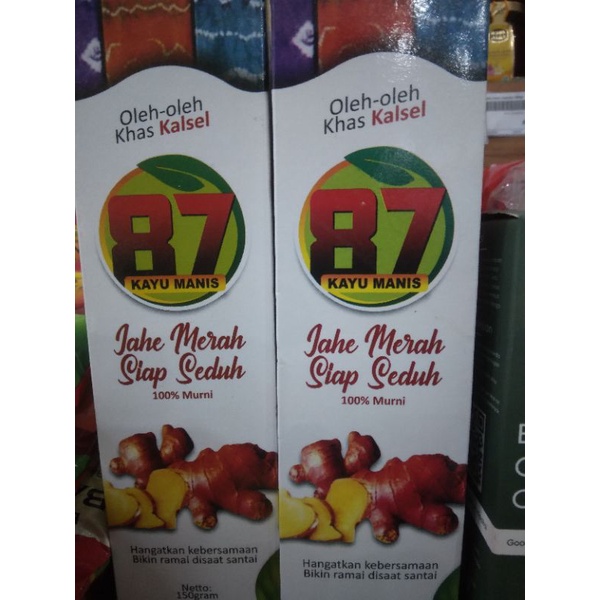 Oleh-oleh
Khas Kalsel
87
KAYU MANIS
Jahe Merah
Siap Seduh
100% Murni
Hangatkan kebersamaan
Bikin ramai disaat santai
Netto:
150gram
Oleh-oleh
Khas Kalsel
87
KAYU MANIS
Jahe Merah
Siap Seduh
100% Murni
Hangatkan kebersamaan
Bikin ramai disaat santai